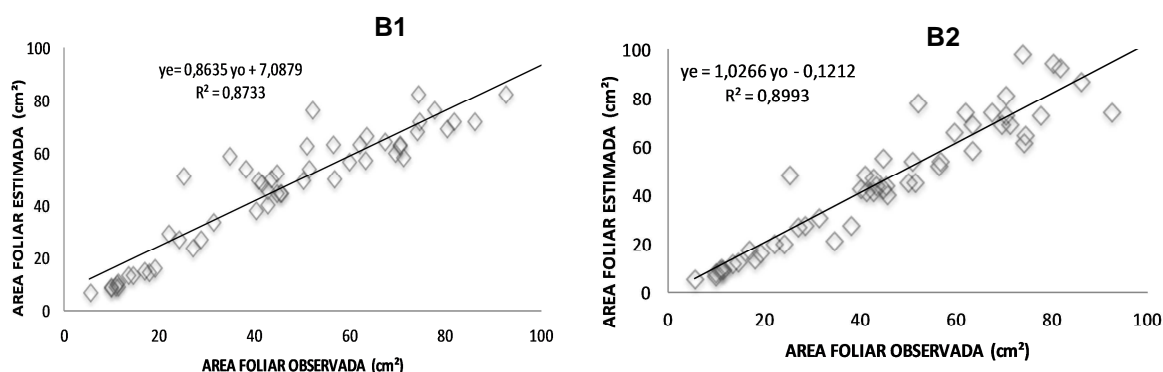 B1
ye= 0,8635 yo + 7,0879
R² = 0,8733
100
80
60
40
20
0
0 20 40 60 80 100
AREA FOLIAR ESTIMADA (cm²)
AREA FOLIAR OBSERVADA (cm²)
B2
ye = 1,0266 yo - 0,1212
R² = 0,8993
100
80
60
40
20
0
0 20 40 60 80 100
AREA FOLIAR ESTIMADA (cm²)
AREA FOLIAR OBSERVADA (cm²)